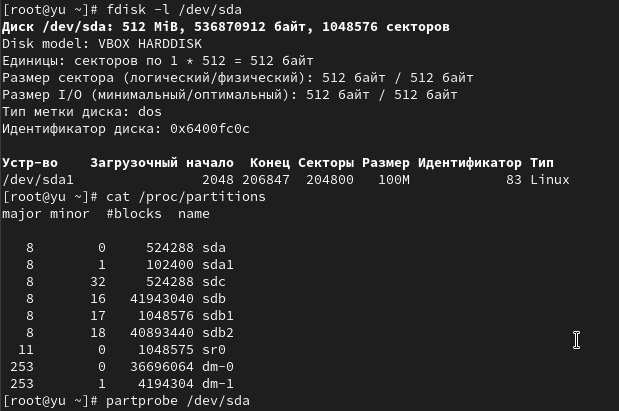 [root@yu ~]# fdisk -l /dev/sda
Диск /dev/sda: 512 MiB, 536870912 байт, 1048576 секторов
Disk model: VBOX HARDDISK
Единицы: секторов по 1 * 512 = 512 байт
Размер сектора (логический/физический): 512 байт / 512 байт
Размер I/O (минимальный/оптимальный): 512 байт / 512 байт
Тип метки диска: dos
Идентификатор диска: 0x6400fc0c
Устр-во    Загрузочный начало  Конец Секторы Размер Идентификатор Тип
/dev/sda1                2048 206847  204800   100M            83 Linux
[root@yu ~]# cat /proc/partitions
major minor  #blocks  name
   8        0     524288 sda
   8        1     102400 sda1
   8       32     524288 sdc
   8       16   41943040 sdb
   8       17    1048576 sdb1
   8       18   40893440 sdb2
  11        0    1048575 sr0
 253        0   36696064 dm-0
 253        1    4194304 dm-1
[root@yu ~]# partprobe /dev/sda